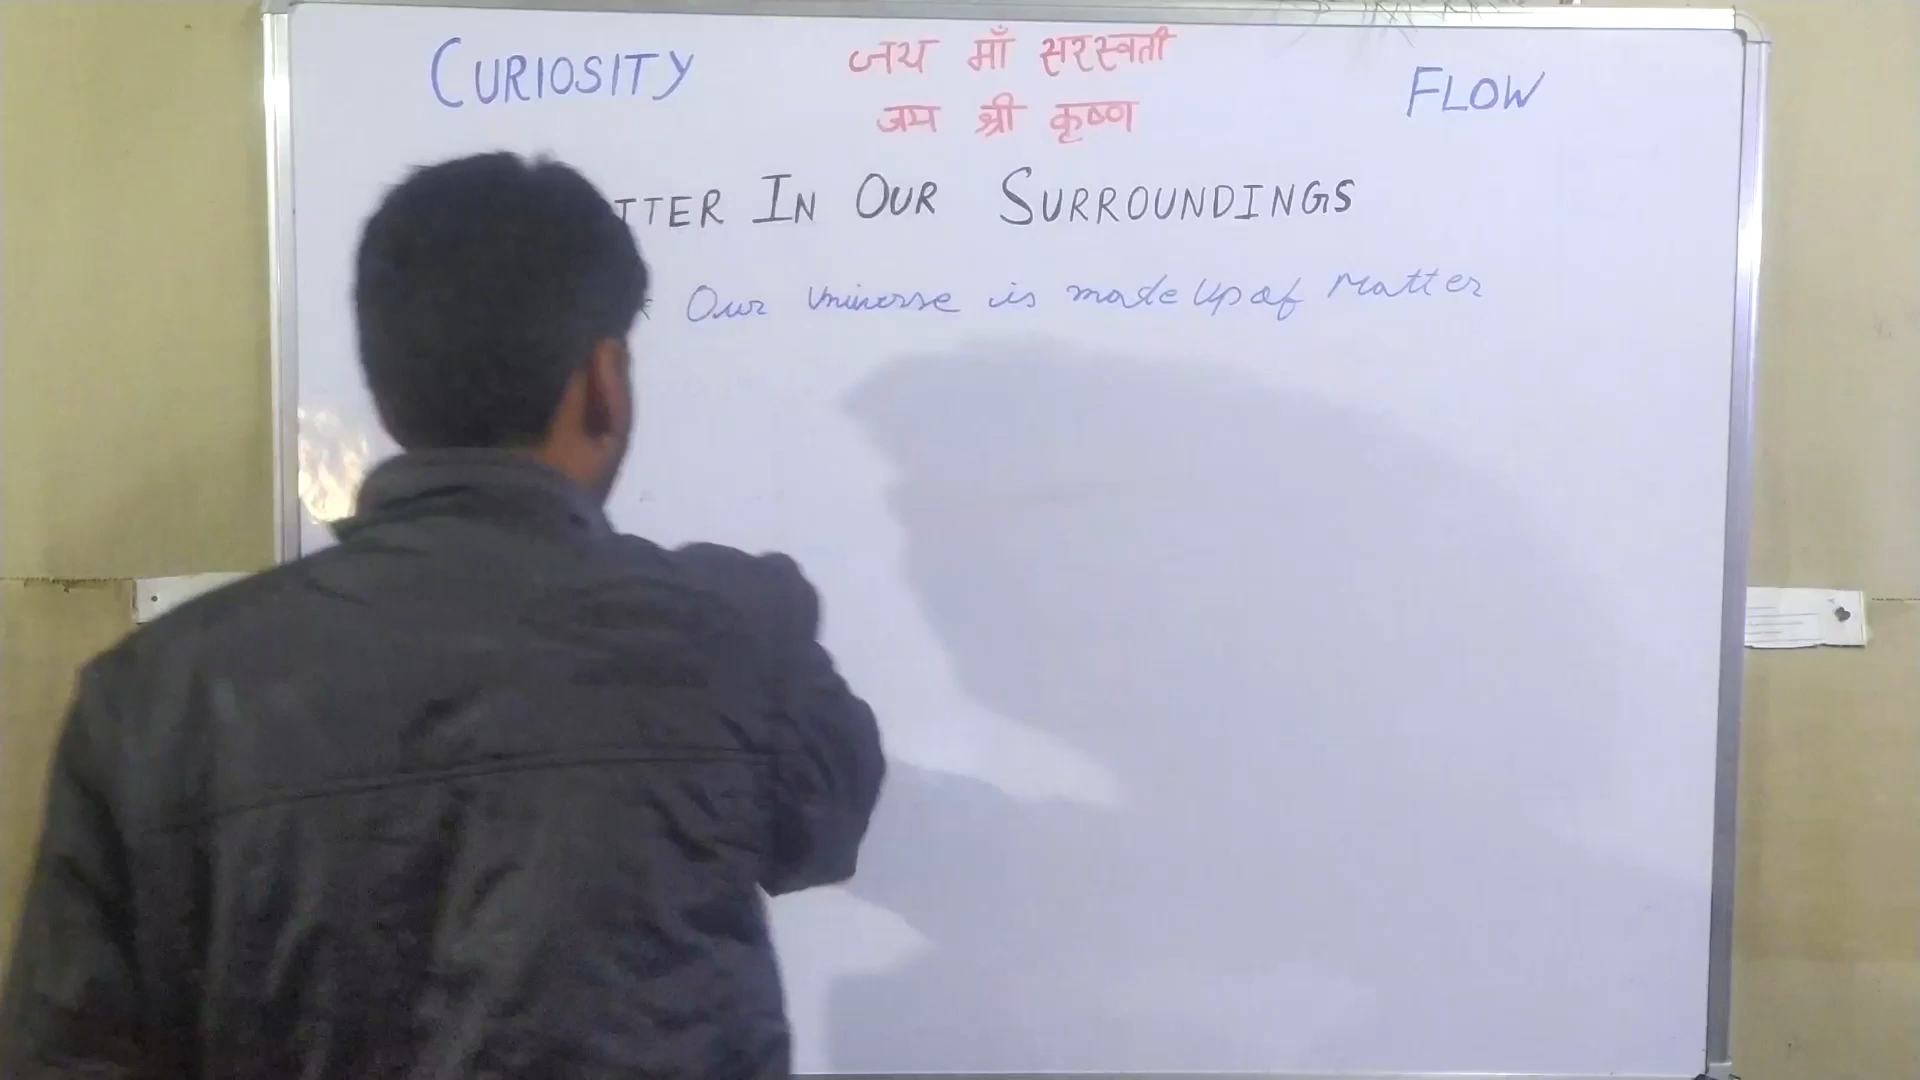 CURIOSITY जय माँ सरस्वती FLOW
जय श्री कृष्ण
TTER IN OUR SURROUNDINGS
Our Universe is made up of Matter